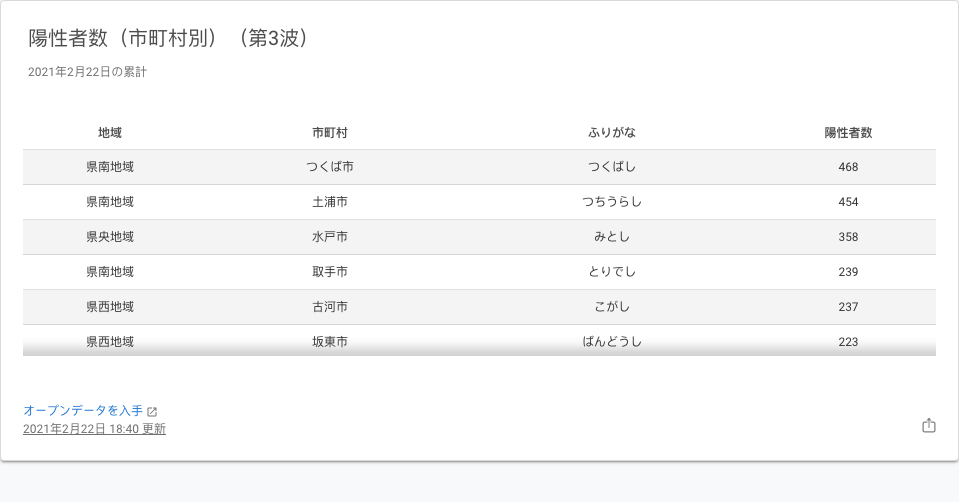 陽性者数（市町村別）（第3波）
2021年2月22日の累計
地域 市町村 ふりがな 陽性者数
県南地域 つくば市 つくばし 468
県南地域 土浦市 つちうらし 454
県央地域 水戸市 みとし 358
県南地域 取手市 とりでし 239
県西地域 古河市 こがし 237
県西地域 坂東市 ばんどうし 223
オープンデータを入手
2021年2月22日 18:40 更新